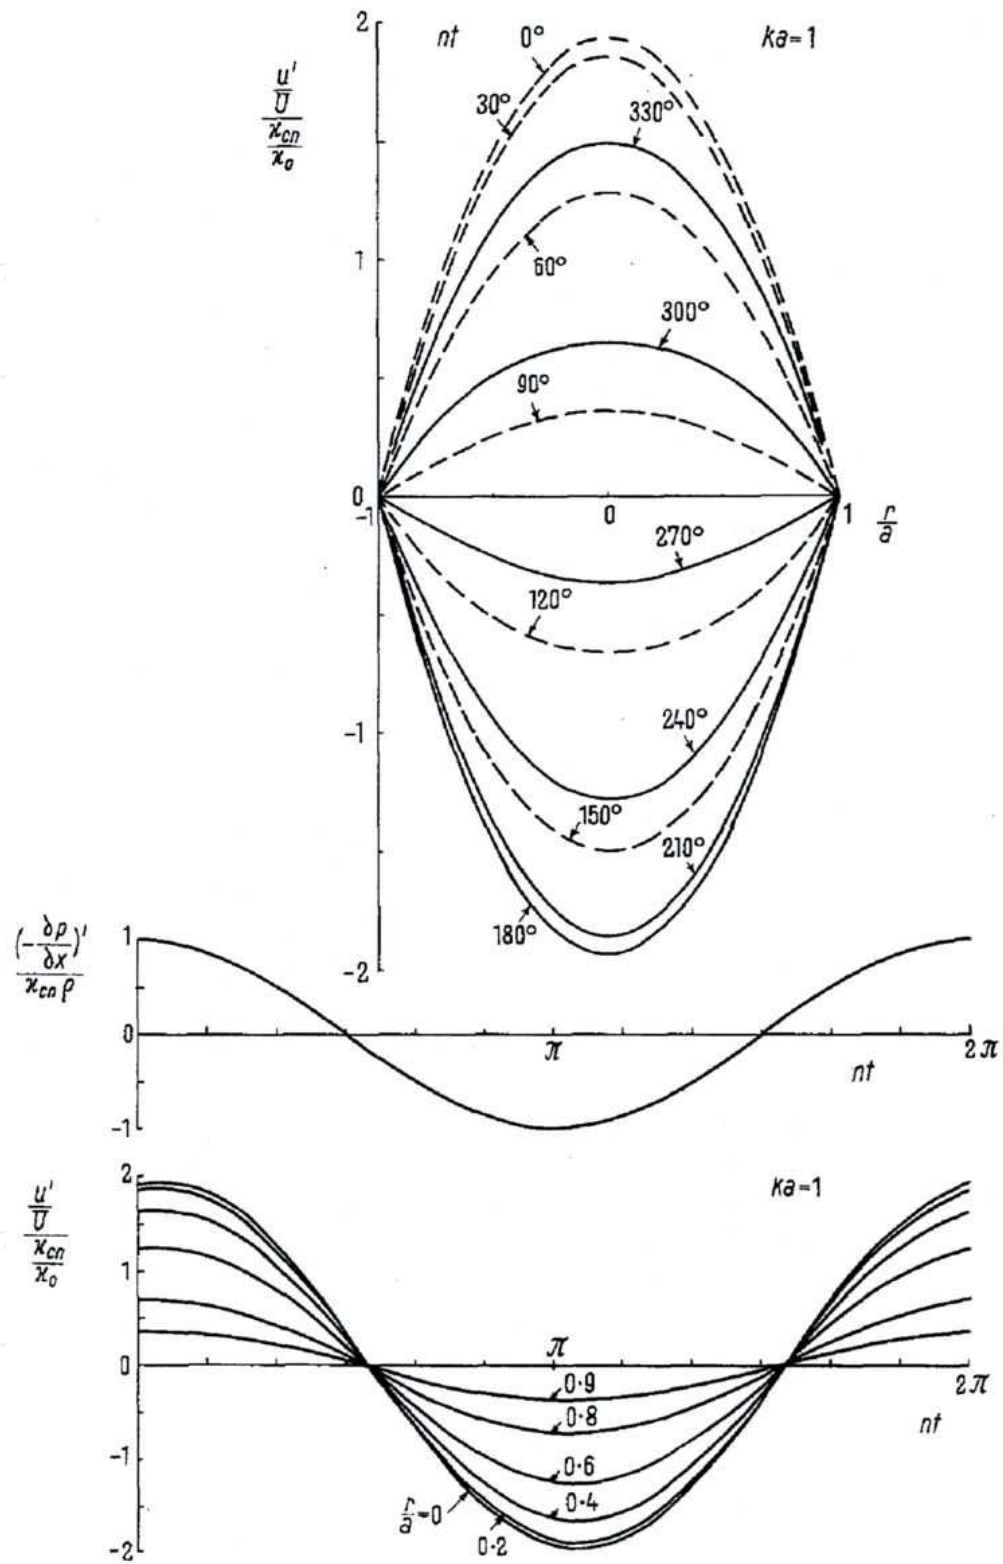 2
nt 0° ka=1
u'/U / ϰcn/ϰ₀
30° 330°
1
60°
300°
90°
0 -1 0 1 r/a
270°
120°
-1 240°
150°
210°
180°
-2
(-∂p/∂x)' / ϰcn ρ
1
0
π 2π
nt
-1
2
ka=1
u'/U / ϰcn/ϰ₀
1
π
0
0·9 2π
0·8 nt
-1
0·6
r/a=0 0·4
0·2
-2